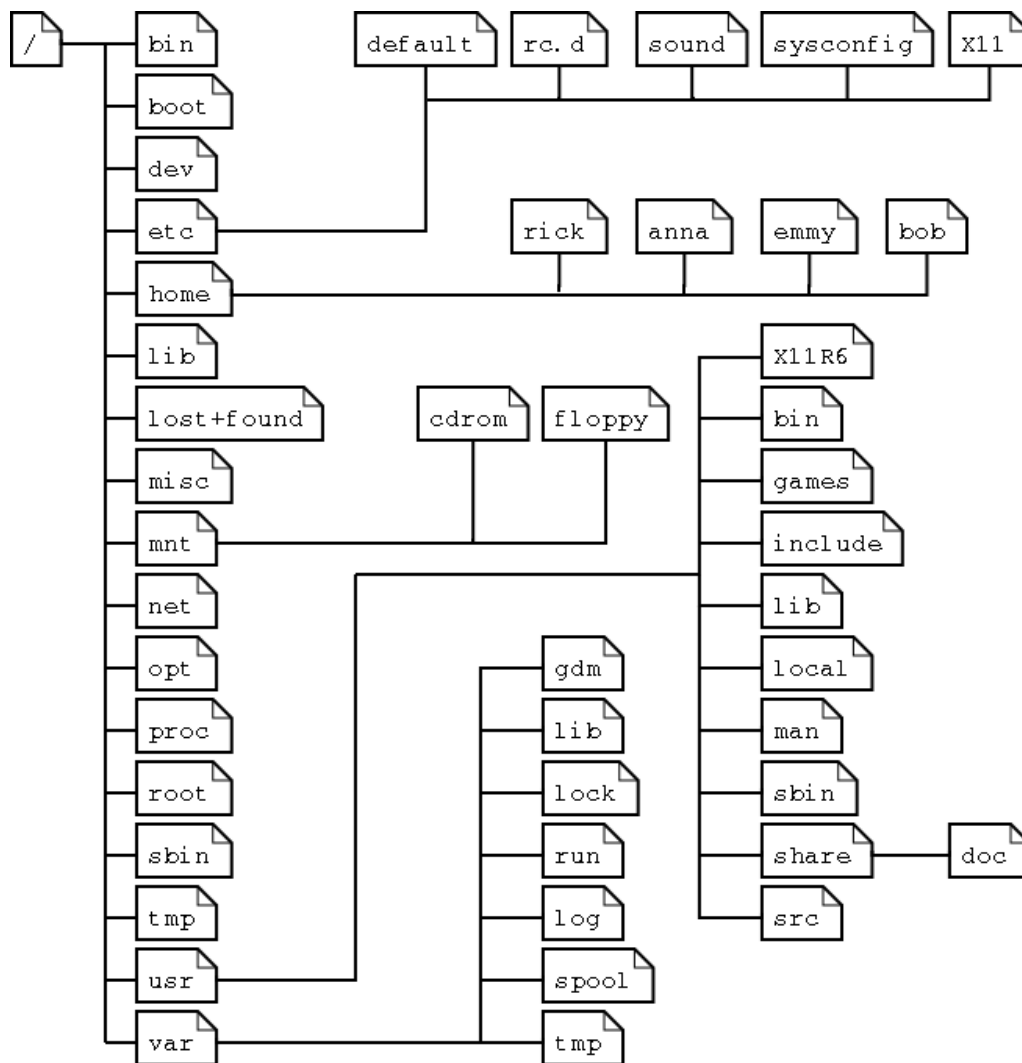 / bin default rc.d sound sysconfig X11
boot
dev
etc rick anna emmy bob
home
lib X11R6
lost+found cdrom floppy bin
misc games
mnt include
net lib
opt gdm local
proc lib man
root lock sbin
sbin run share doc
tmp log src
usr spool
var tmp